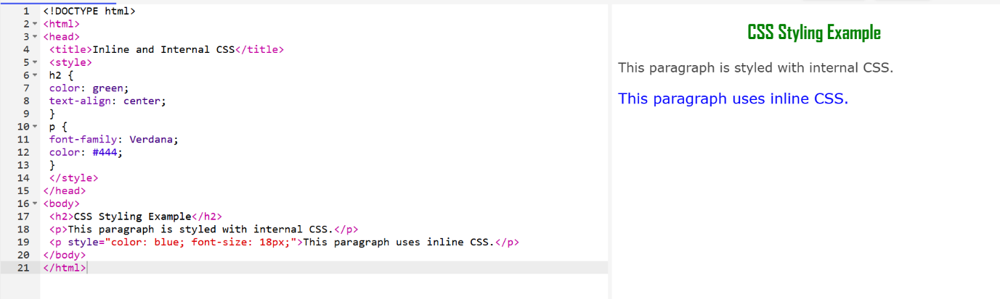 1 <!DOCTYPE html>
2 <html>
3 <head>
4 <title>Inline and Internal CSS</title>
5 <style>
6 h2 {
7 color: green;
8 text-align: center;
9 }
10 p {
11 font-family: Verdana;
12 color: #444;
13 }
14 </style>
15 </head>
16 <body>
17 <h2>CSS Styling Example</h2>
18 <p>This paragraph is styled with internal CSS.</p>
19 <p style="color: blue; font-size: 18px;">This paragraph uses inline CSS.</p>
20 </body>
21 </html>
CSS Styling Example
This paragraph is styled with internal CSS.
This paragraph uses inline CSS.